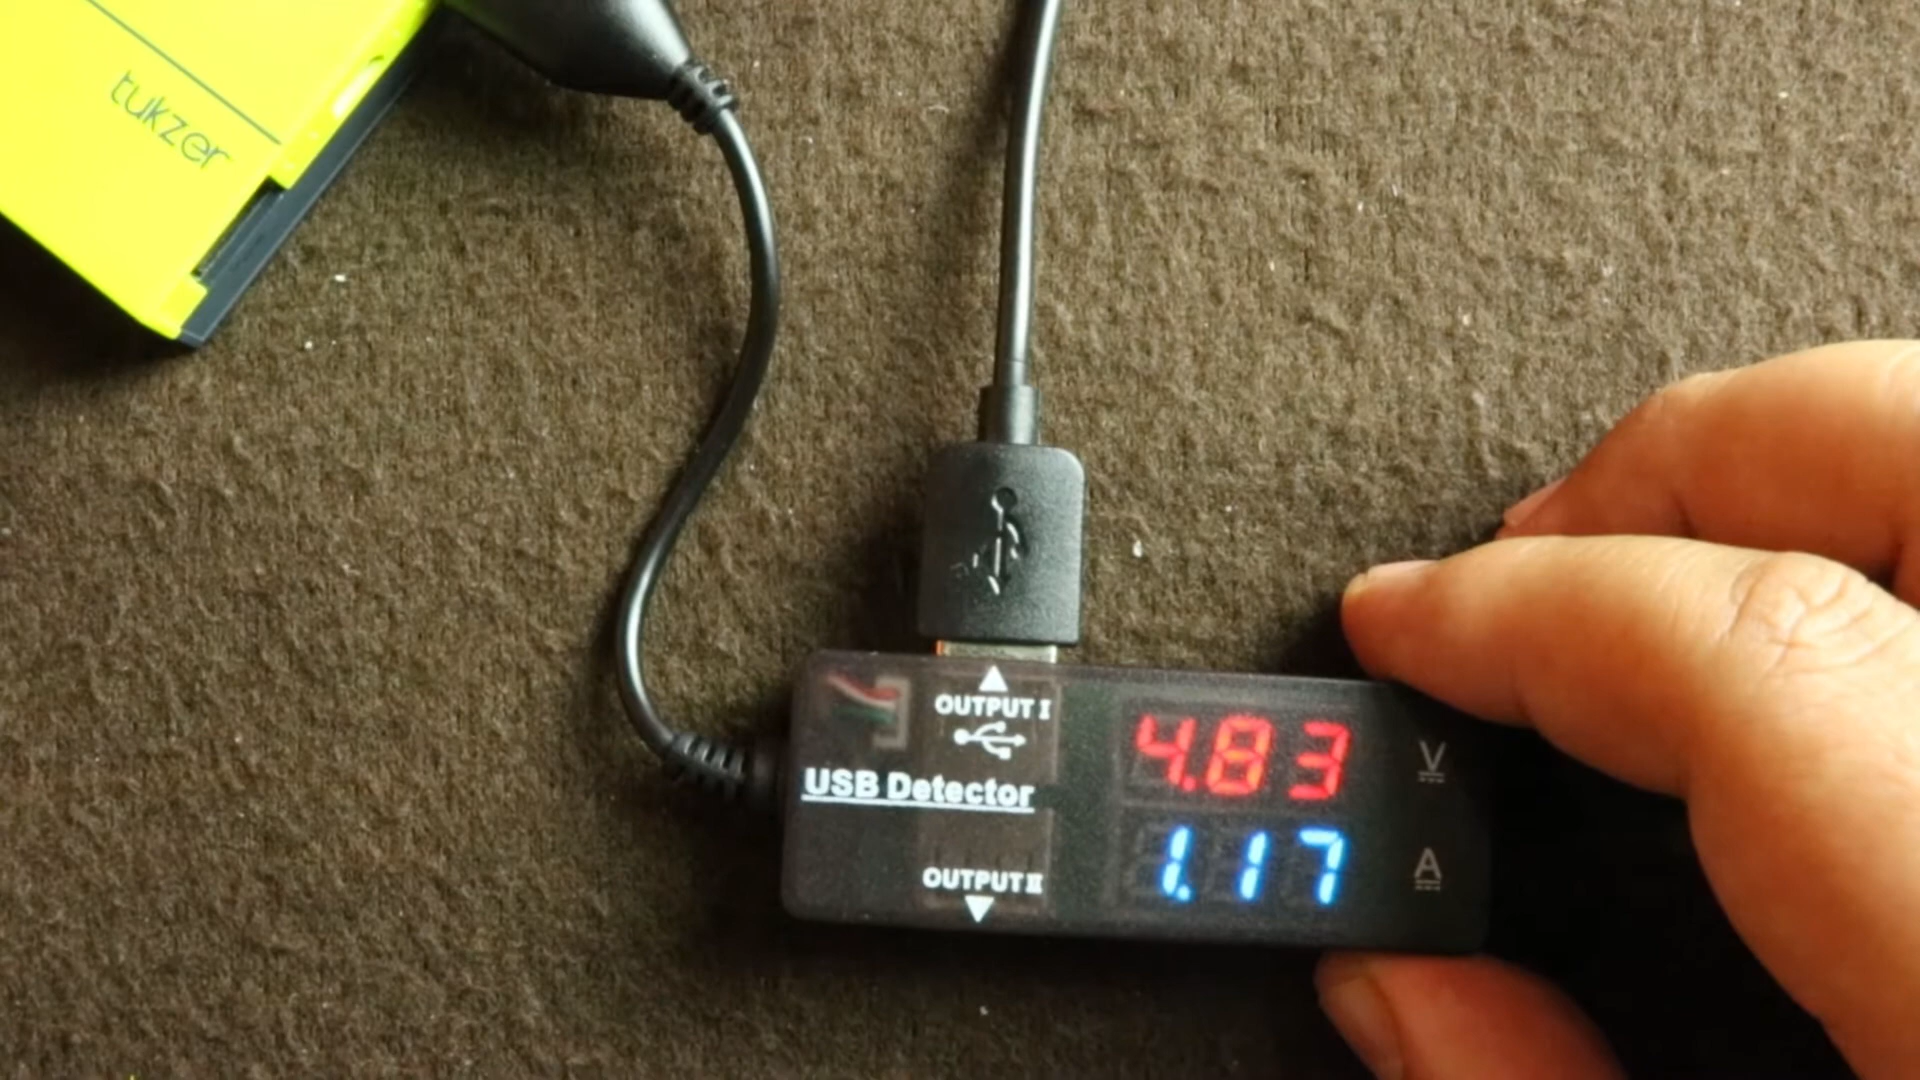 tukzer
OUTPUT I
USB Detector
OUTPUT II
4.83 V
1.17 A